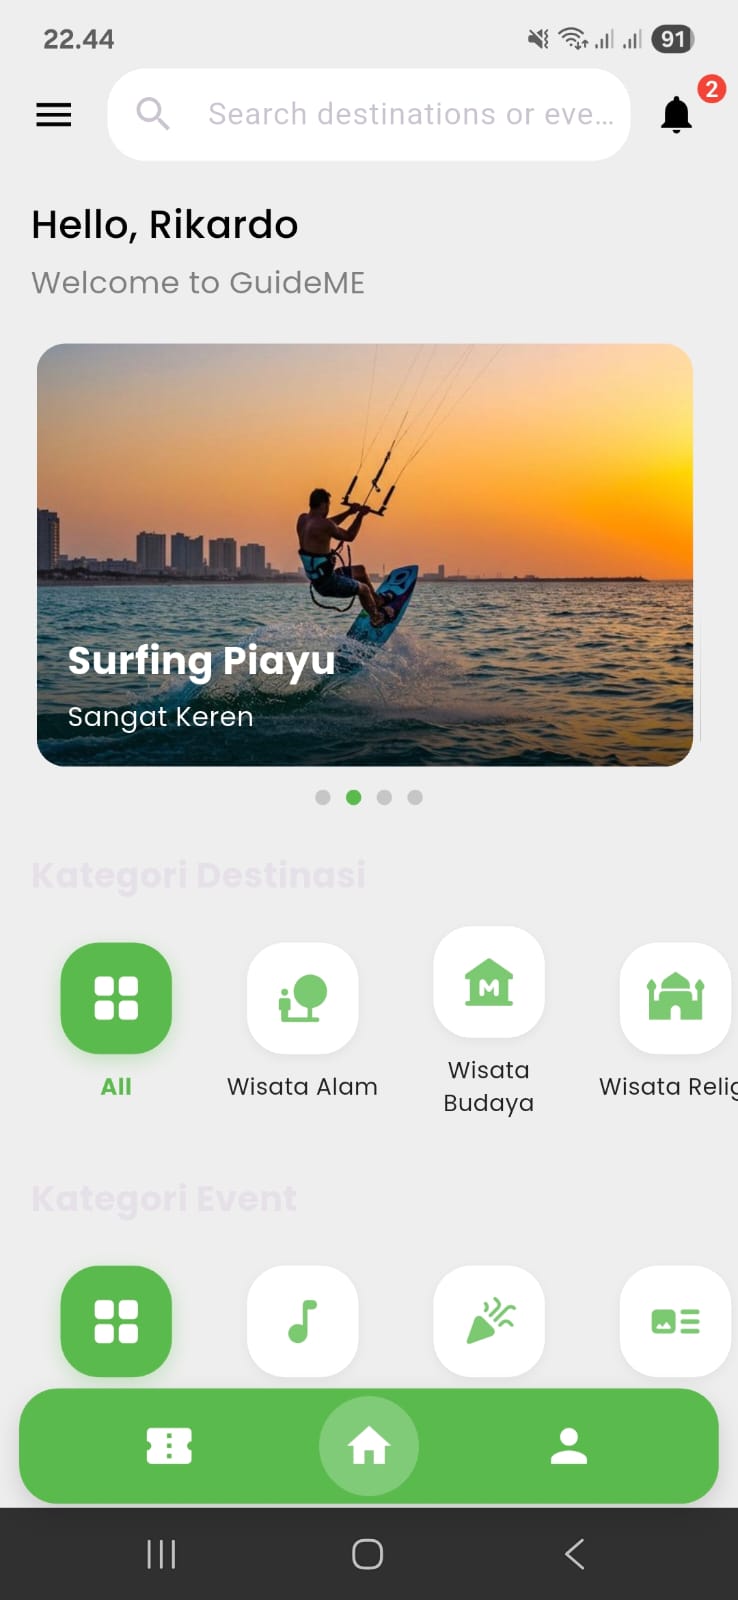 22.44
91
Search destinations or eve...
2
Hello, Rikardo
Welcome to GuideME
Surfing Piayu
Sangat Keren
Kategori Destinasi
All
Wisata Alam
Wisata
Budaya
Wisata Relig
Kategori Event